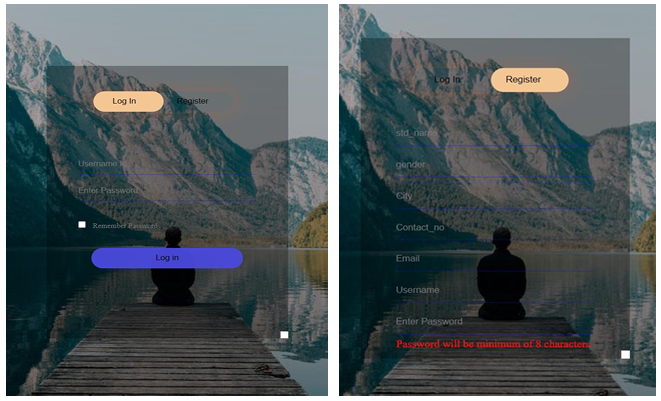 Log In Register
Username Id
Enter Password
Remember Password
Log in
Log In Register
std_name
gender
City
Contact_no
Email
Username
Enter Password
Password will be minimum of 8 characters